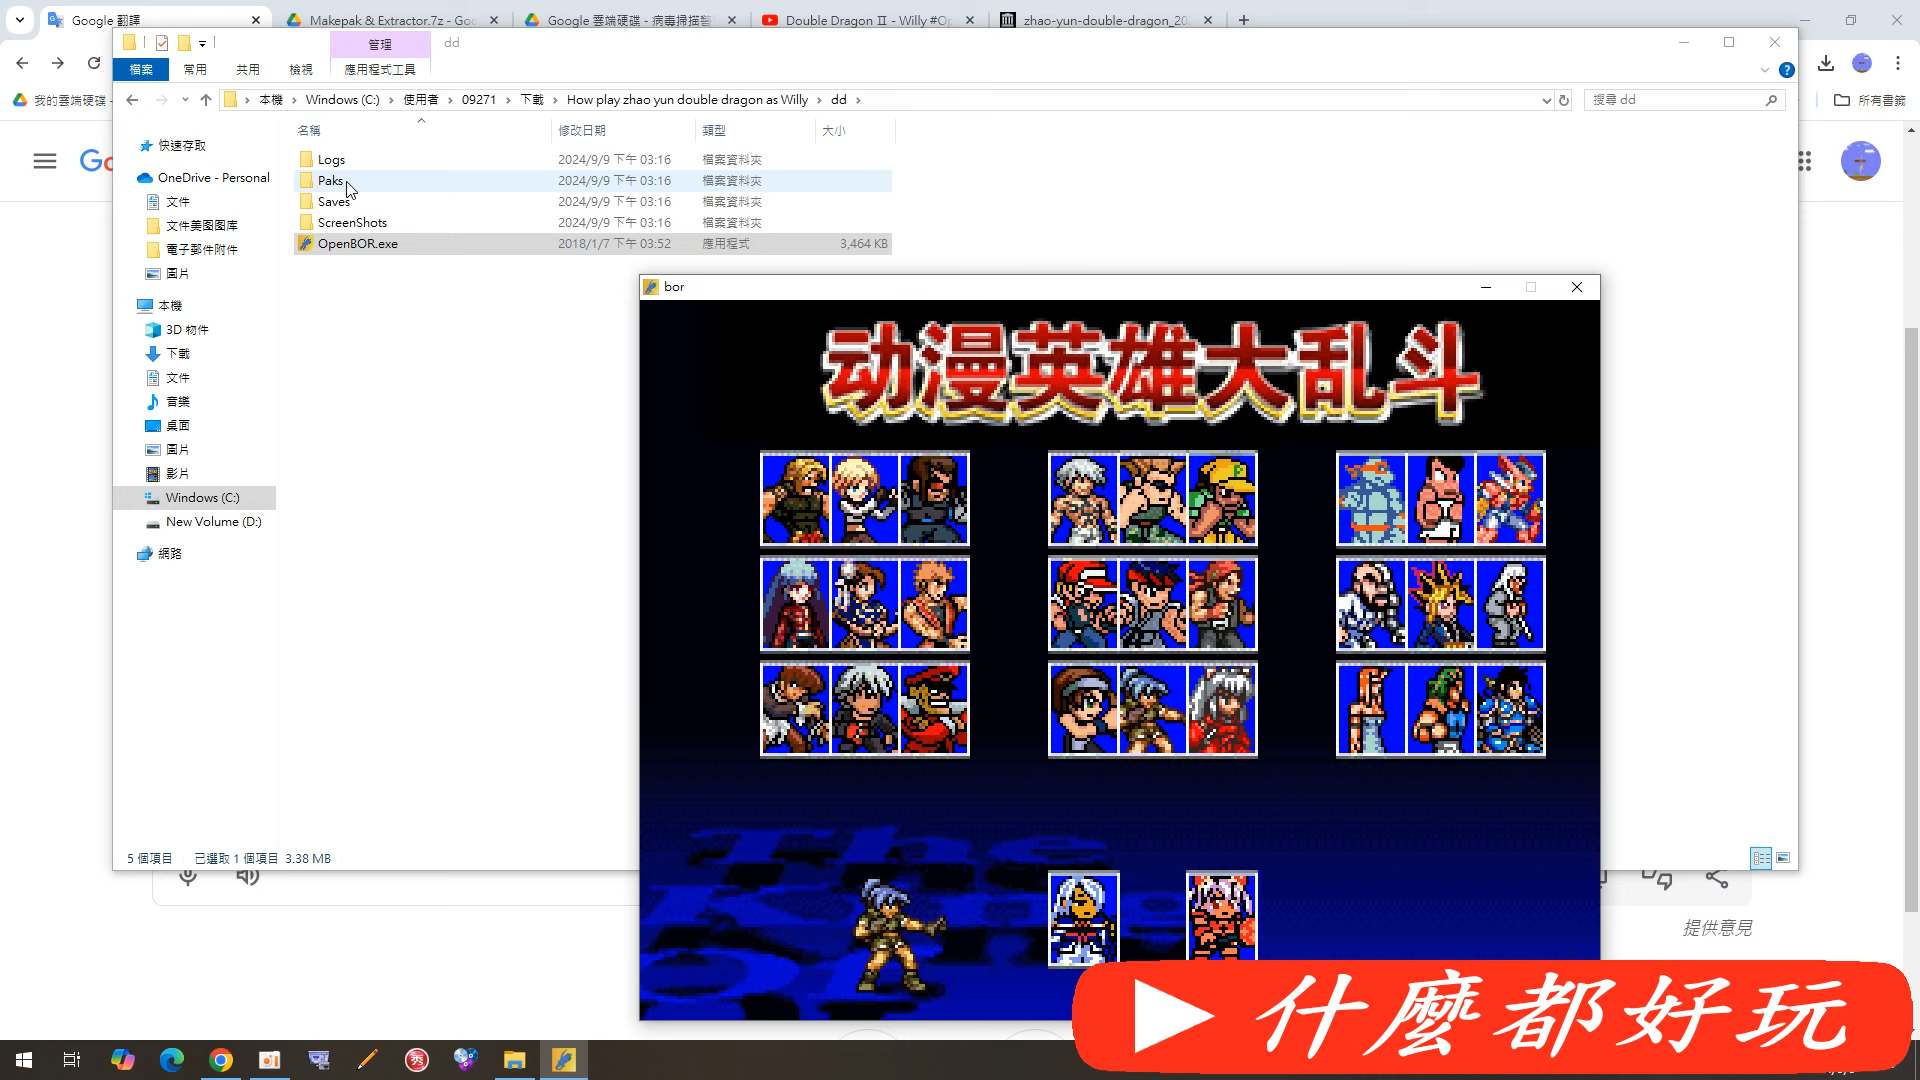 Google 翻譯
Makepak & Extractor.7z - Goo
Google 雲端硬碟 - 病毒掃描警
Double Dragon Ⅱ - Willy #Op
zhao-yun-double-dragon_20
管理
dd
檔案
常用
共用
檢視
應用程式工具
我的雲端硬碟 -
所有書籤
本機
Windows (C:)
使用者
09271
下載
How play zhao yun double dragon as Willy
dd
搜尋 dd
名稱
修改日期
類型
大小
Logs 2024/9/9 下午 03:16 檔案資料夾
Paks 2024/9/9 下午 03:16 檔案資料夾
Saves 2024/9/9 下午 03:16 檔案資料夾
ScreenShots 2024/9/9 下午 03:16 檔案資料夾
OpenBOR.exe 2018/1/7 下午 03:52 應用程式 3,464 KB
快速存取
OneDrive - Personal
文件
文件美图图库
電子郵件附件
圖片
本機
3D 物件
下載
文件
音樂
桌面
圖片
影片
Windows (C:)
New Volume (D:)
網路
5 個項目
已選取 1 個項目 3.38 MB
bor
动漫英雄大乱斗
The
提供意見
什麼都好玩